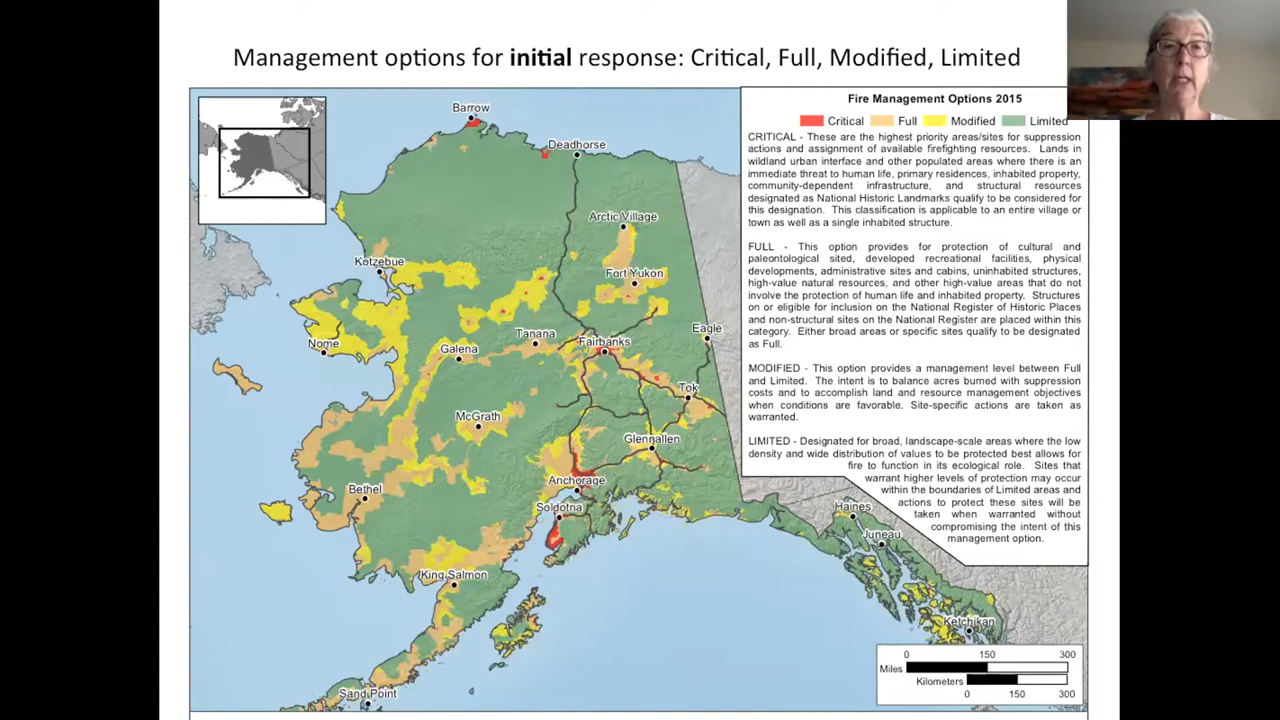 Management options for initial response: Critical, Full, Modified, Limited
Fire Management Options 2015
Critical Full Modified Limited
CRITICAL - These are the highest priority areas/sites for suppression
actions and assignment of available firefighting resources. Lands in
wildland urban interface and other populated areas where there is an
immediate threat to human life, primary residences, inhabited property,
community-dependent infrastructure, and structural resources
designated as National Historic Landmarks qualify to be considered for
this designation. This classification is applicable to an entire village or
town as well as a single inhabited structure.
FULL - This option provides for protection of cultural and
paleontological sited, developed recreational facilities, physical
developments, administrative sites and cabins, uninhabited structures,
high-value natural resources, and other high-value areas that do not
involve the protection of human life and inhabited property. Structures
on or eligible for inclusion on the National Register of Historic Places
and non-structural sites on the National Register are placed within this
category. Either broad areas or specific sites qualify to be designated
as Full.
MODIFIED - This option provides a management level between Full
and Limited. The intent is to balance acres burned with suppression
costs and to accomplish land and resource management objectives
when conditions are favorable. Site-specific actions are taken as
warranted.
LIMITED - Designated for broad, landscape-scale areas where the low
density and wide distribution of values to be protected best allows for
fire to function in its ecological role. Sites that
warrant higher levels of protection may occur
within the boundaries of Limited areas and
actions to protect these sites will be
taken when warranted without
compromising the intent of this
management option.
Barrow
Deadhorse
Arctic Village
Kotzebue
Fort Yukon
Nome
Tanana
Fairbanks
Eagle
Galena
Tok
McGrath
Glennallen
Bethel
Anchorage
Soldotna
Haines
Juneau
King Salmon
Ketchikan
Sand Point
0 150 300
Miles
Kilometers
0 150 300